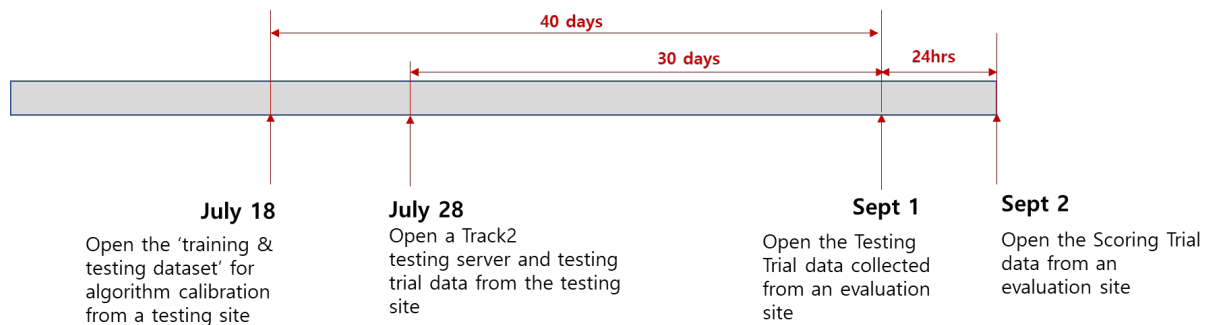 40 days
30 days
24hrs
July 18
Open the ‘training &
testing dataset’ for
algorithm calibration
from a testing site
July 28
Open a Track2
testing server and testing
trial data from the testing
site
Sept 1
Open the Testing
Trial data collected
from an evaluation
site
Sept 2
Open the Scoring Trial
data from an
evaluation site